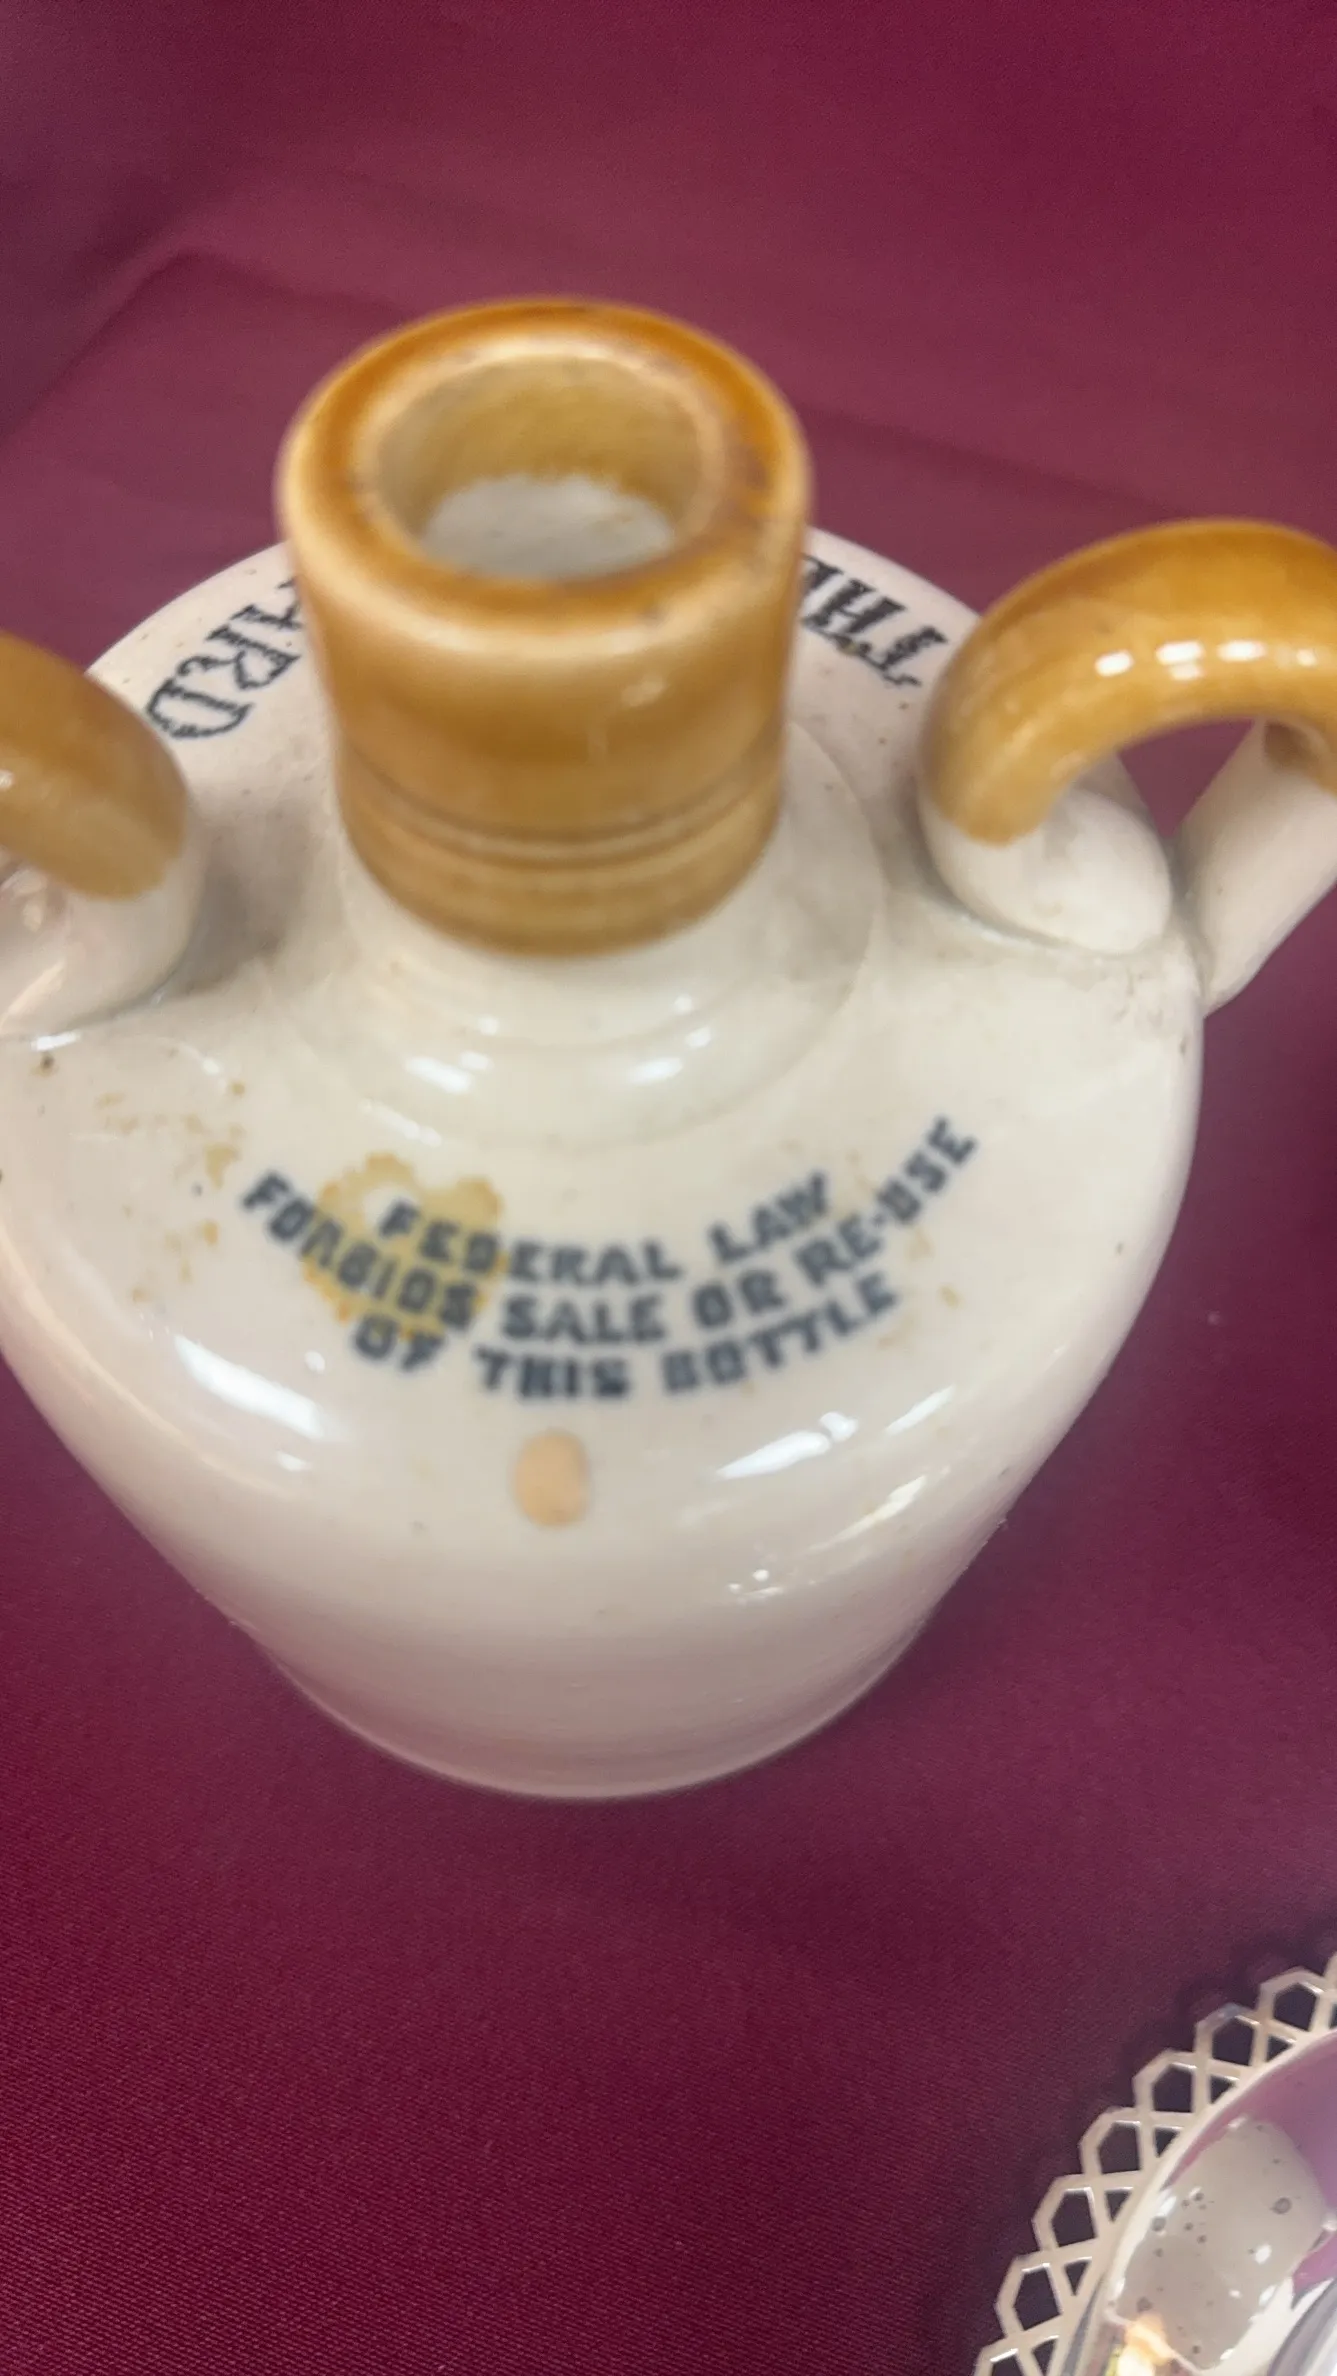 FEDERAL LAW
FORBIDS SALE OR RE-USE
OF THIS BOTTLE